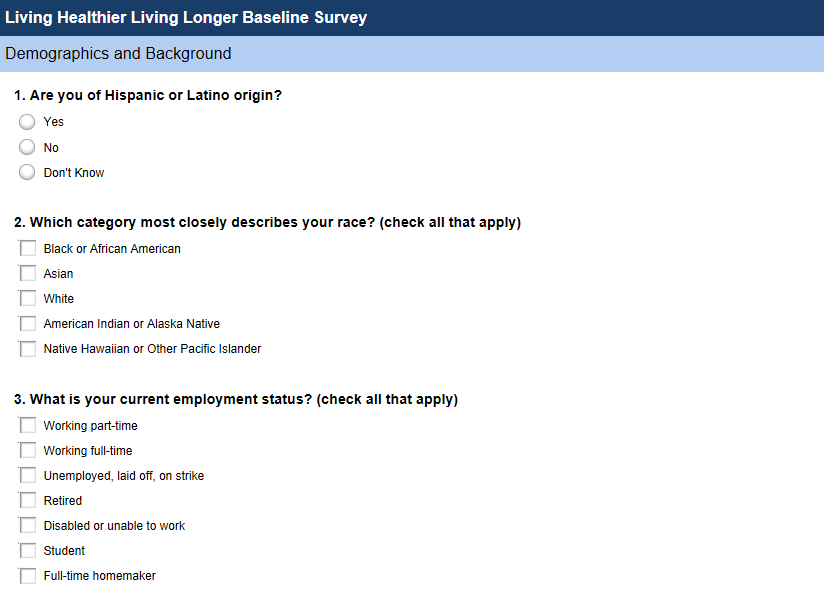 Living Healthier Living Longer Baseline Survey
Demographics and Background
1. Are you of Hispanic or Latino origin?
Yes
No
Don't Know
2. Which category most closely describes your race? (check all that apply)
Black or African American
Asian
White
American Indian or Alaska Native
Native Hawaiian or Other Pacific Islander
3. What is your current employment status? (check all that apply)
Working part-time
Working full-time
Unemployed, laid off, on strike
Retired
Disabled or unable to work
Student
Full-time homemaker